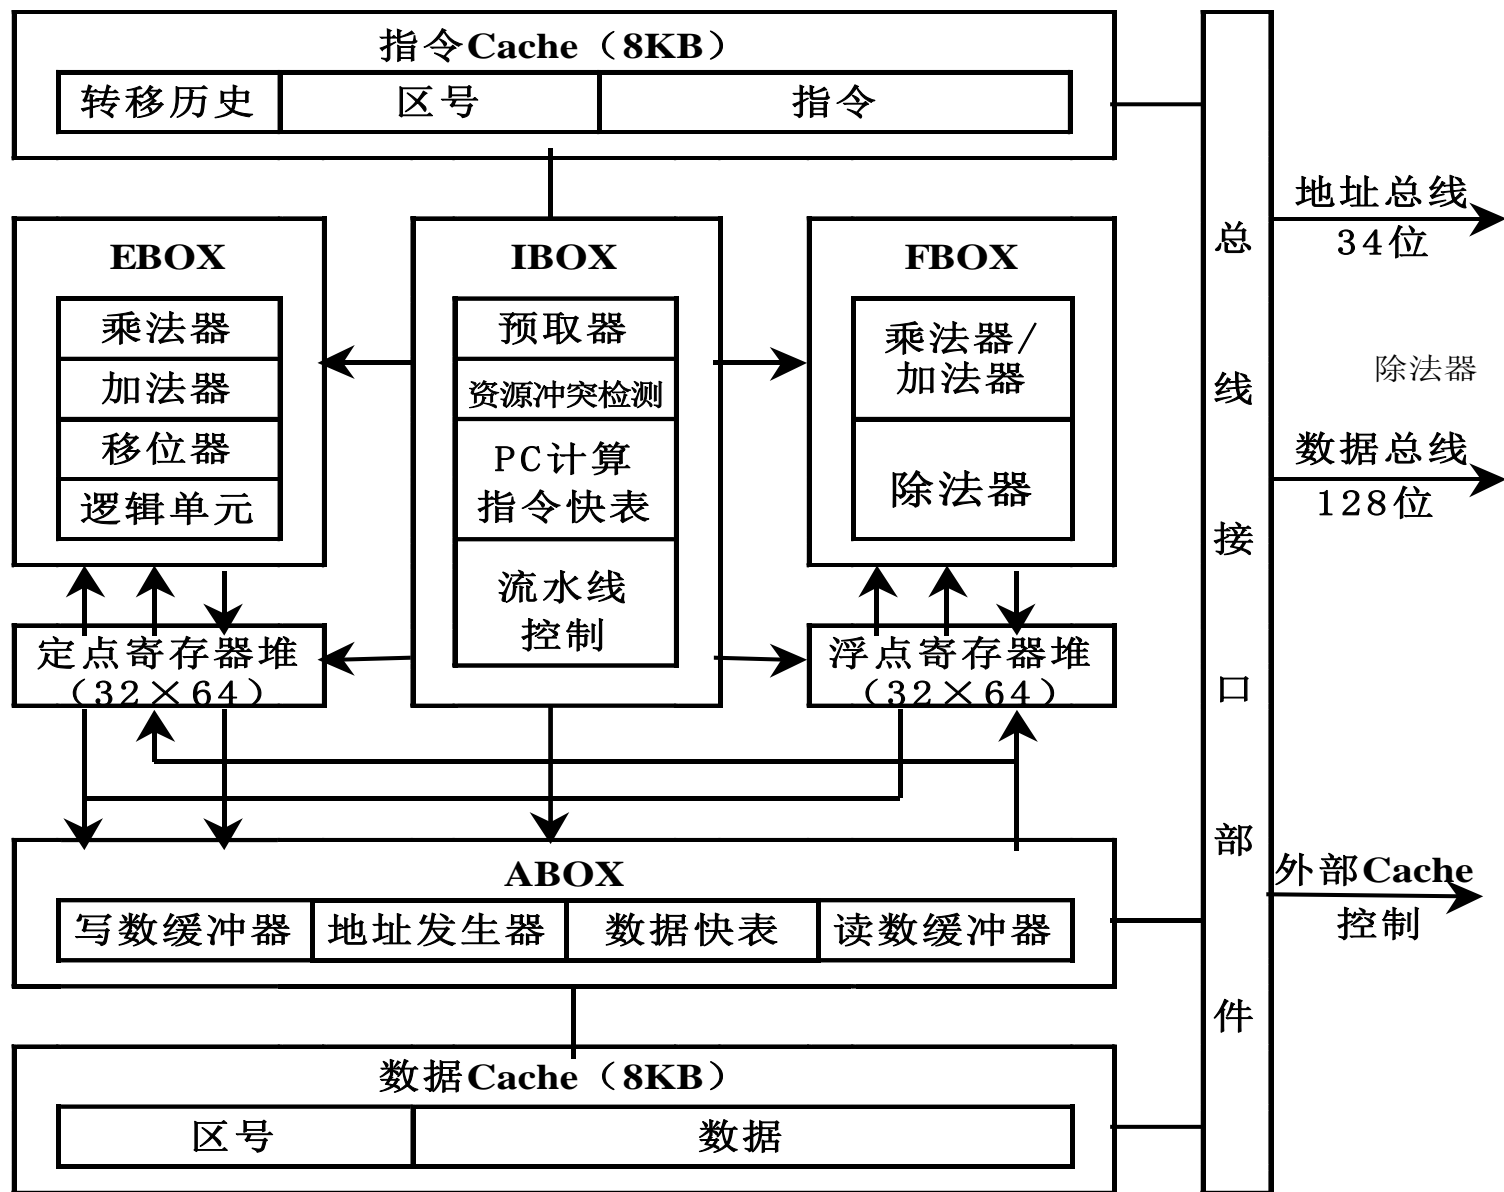 指令Cache（8KB）
转移历史
区号
指令
EBOX
乘法器
加法器
移位器
逻辑单元
IBOX
预取器
资源冲突检测
PC计算
指令快表
流水线
控制
FBOX
乘法器/
加法器
除法器
定点寄存器堆
（32×64）
浮点寄存器堆
（32×64）
ABOX
写数缓冲器
地址发生器
数据快表
读数缓冲器
数据Cache（8KB）
区号
数据
总
线
接
口
部
件
地址总线
34位
除法器
数据总线
128位
外部Cache
控制